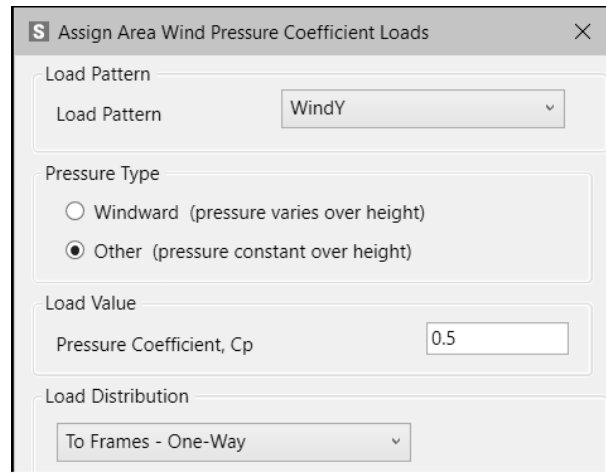 S Assign Area Wind Pressure Coefficient Loads
Load Pattern
Load Pattern WindY
Pressure Type
Windward (pressure varies over height)
Other (pressure constant over height)
Load Value
Pressure Coefficient, Cp 0.5
Load Distribution
To Frames - One-Way